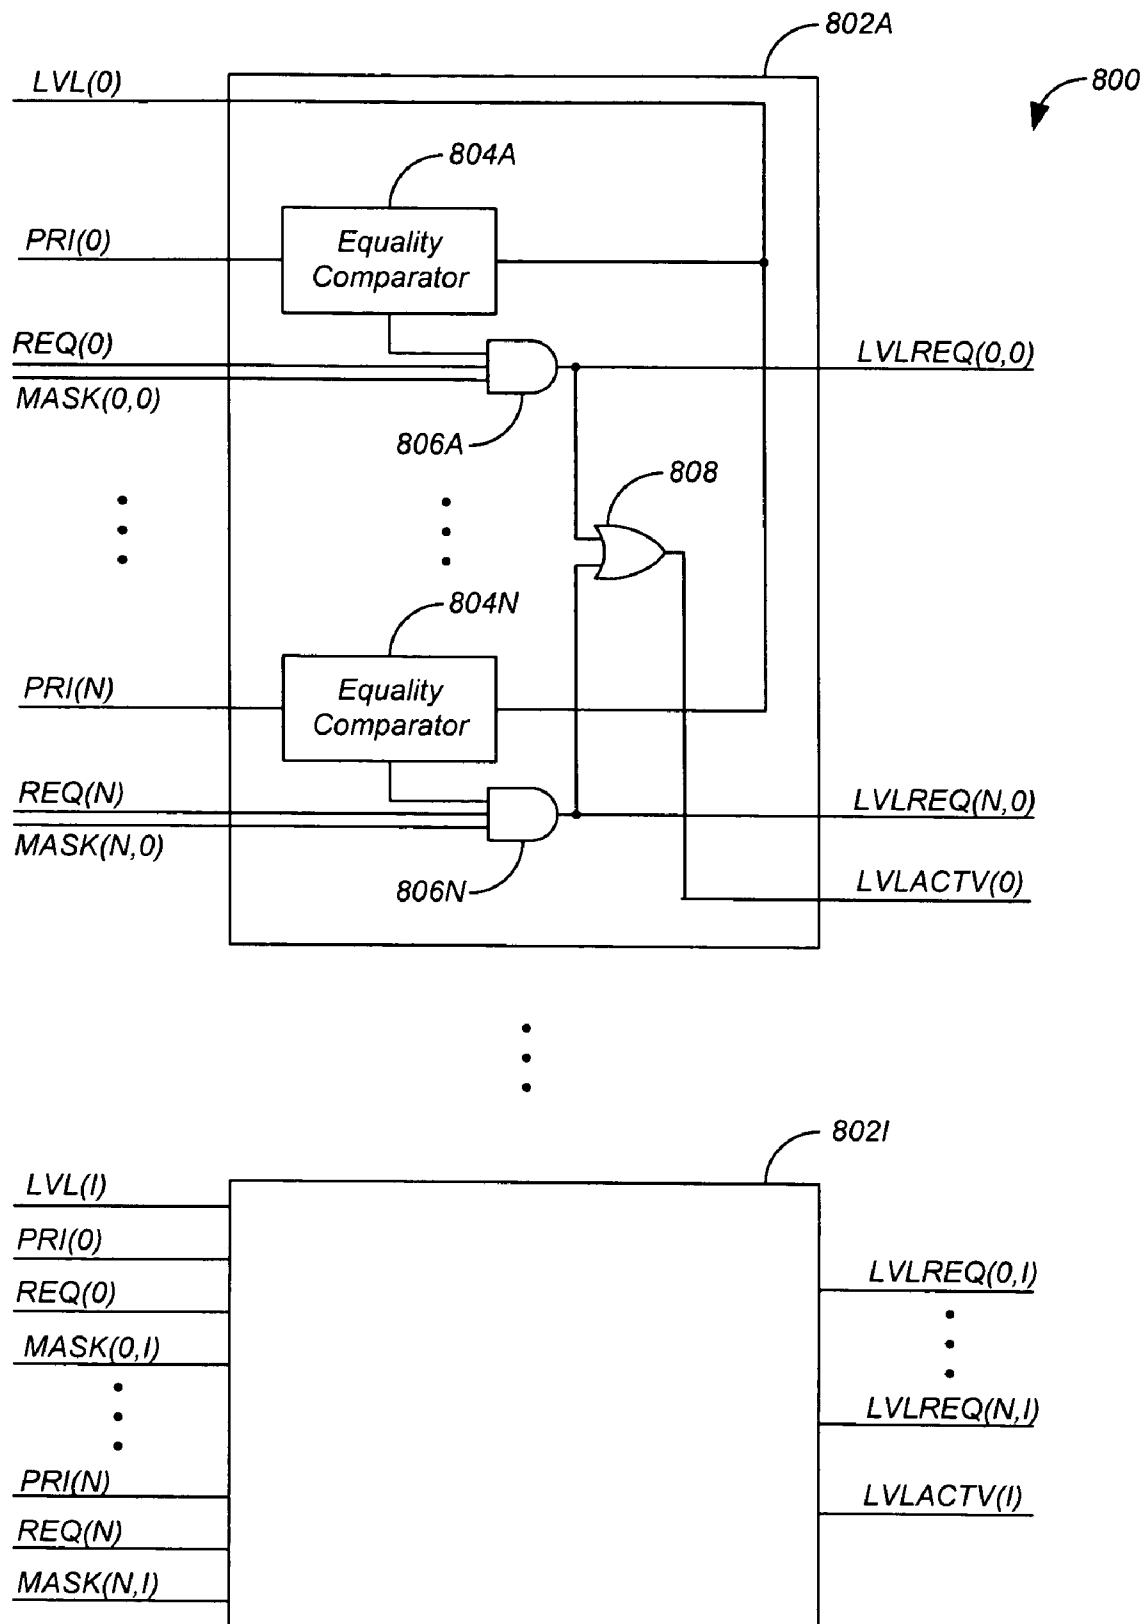 802A
LVL(0)
800
804A
PRI(0)
Equality
Comparator
REQ(0)
LVLREQ(0,0)
MASK(0,0)
806A
808
804N
PRI(N)
Equality
Comparator
REQ(N)
LVLREQ(N,0)
MASK(N,0)
806N
LVLACTV(0)
802I
LVL(I)
PRI(0)
LVLREQ(0,I)
REQ(0)
MASK(0,I)
LVLREQ(N,I)
PRI(N)
LVLACTV(I)
REQ(N)
MASK(N,I)